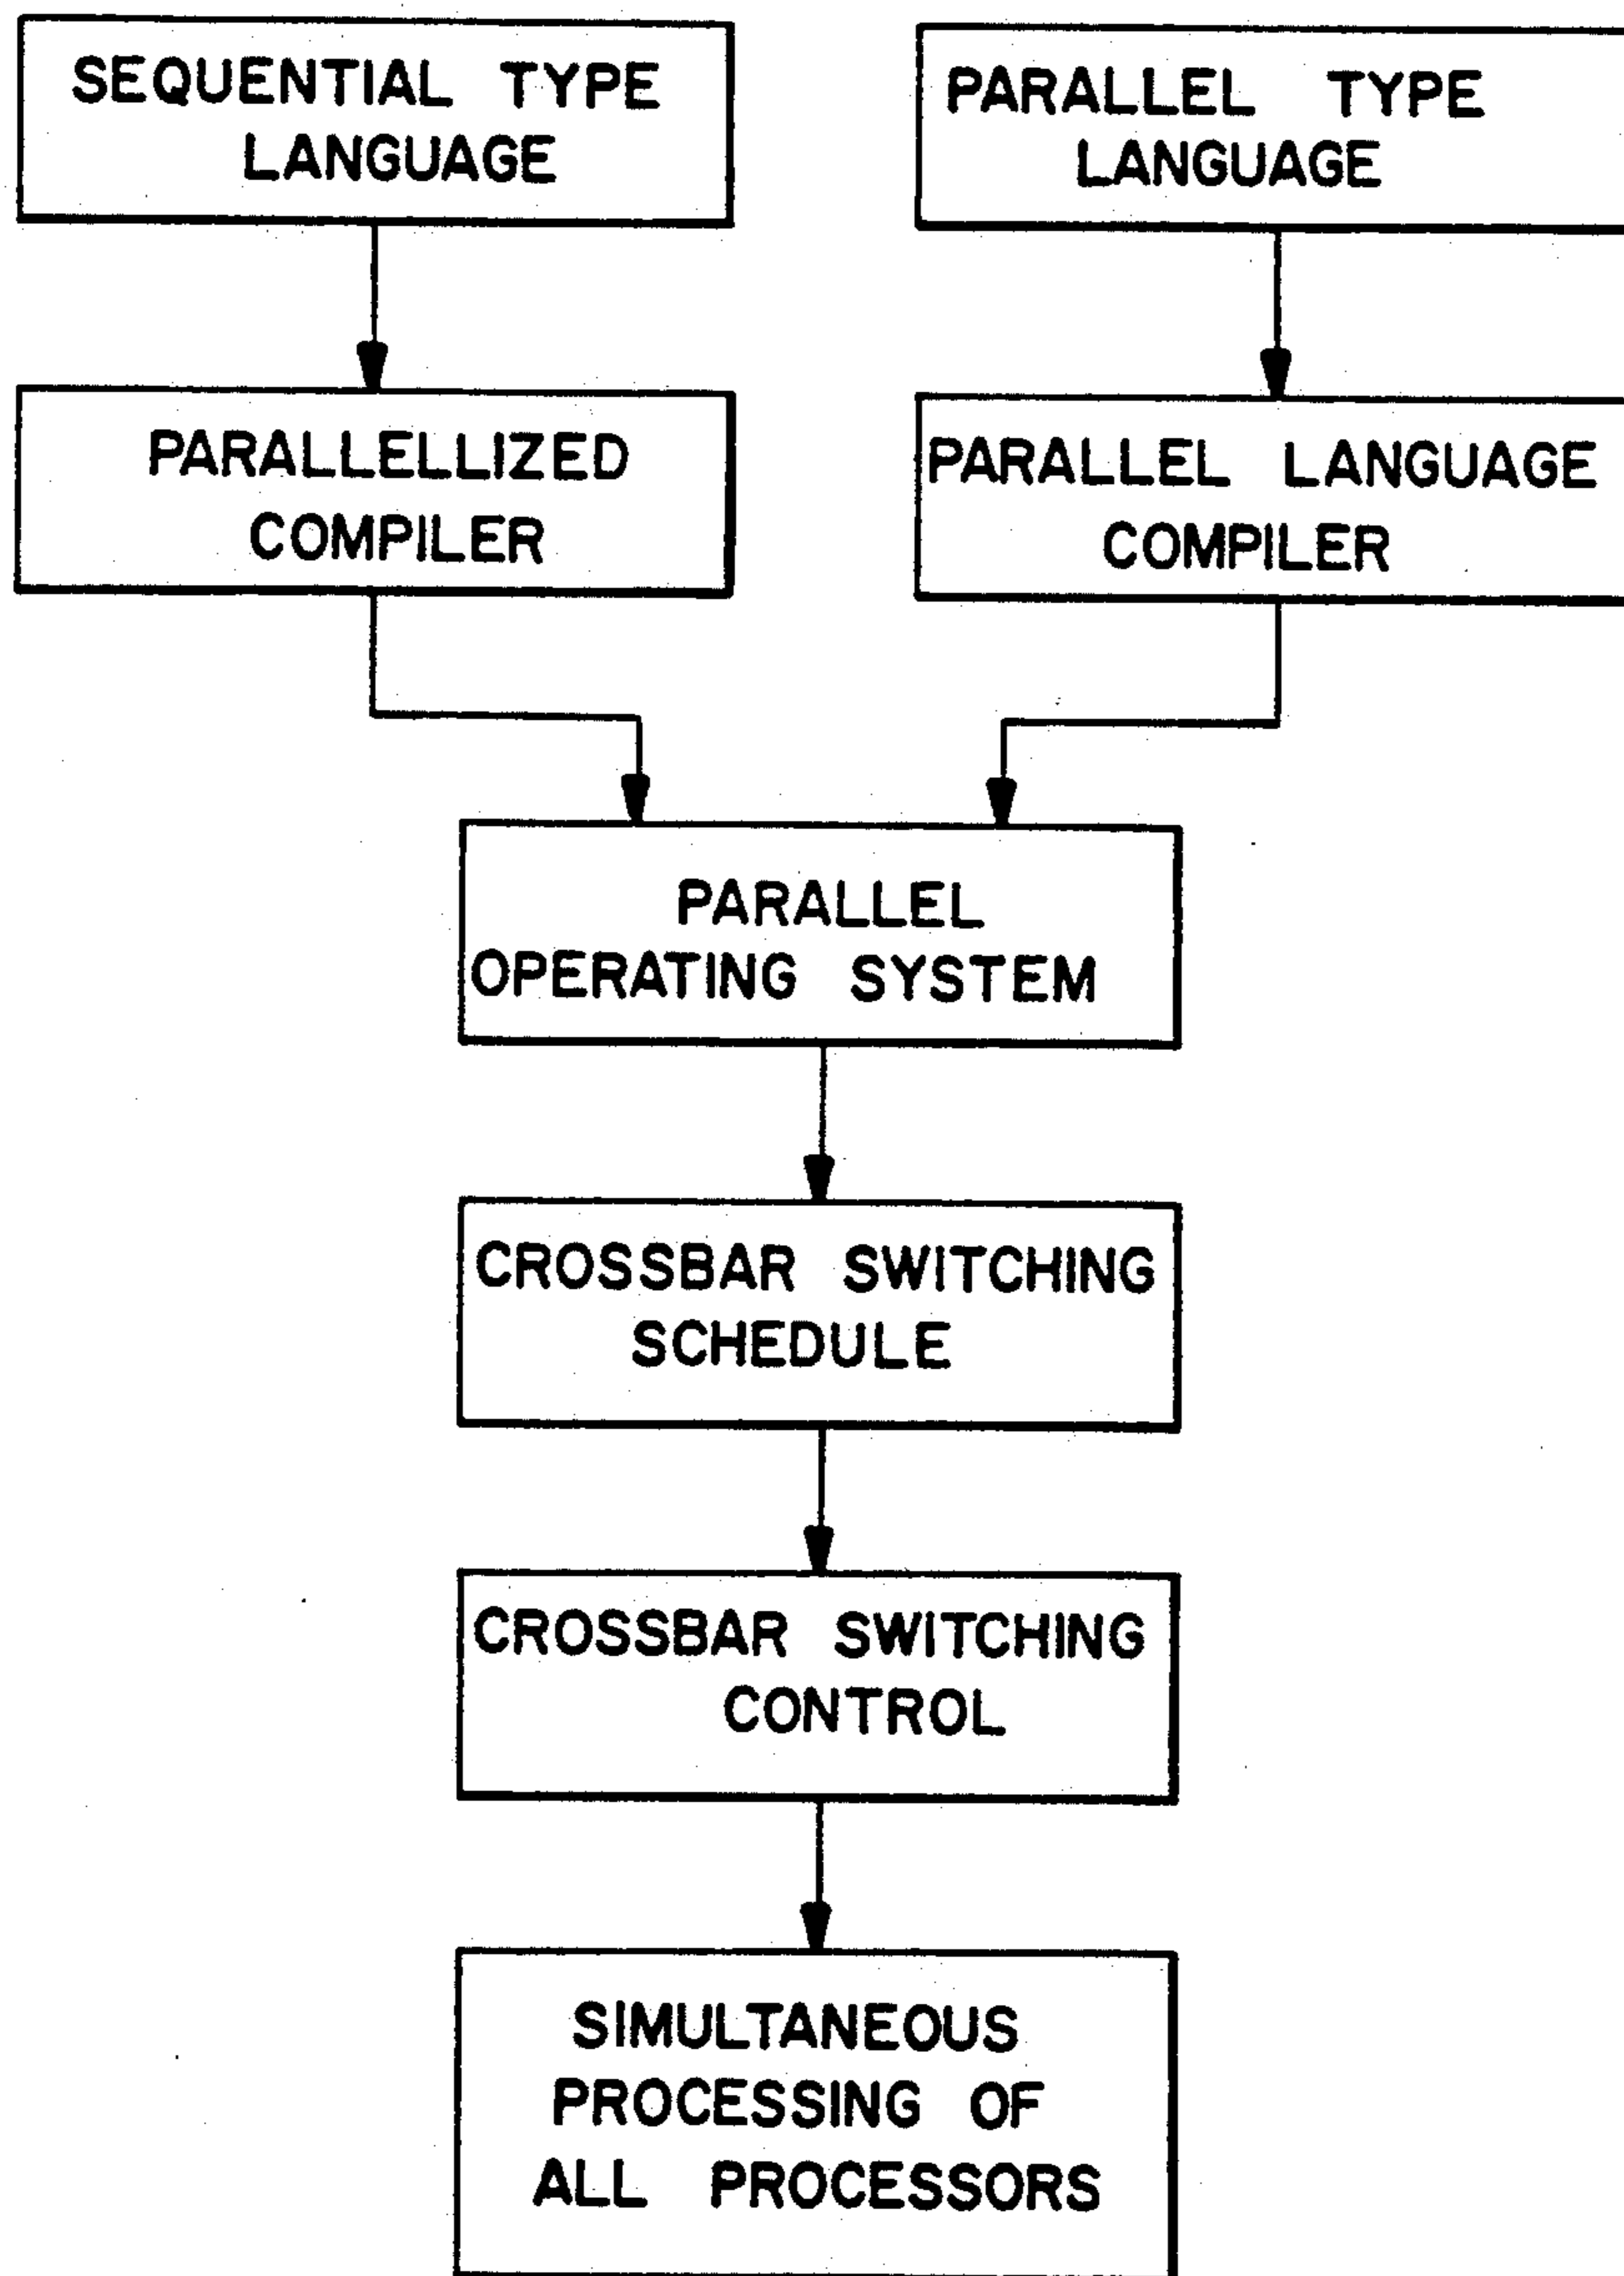 SEQUENTIAL TYPE
LANGUAGE
PARALLEL TYPE
LANGUAGE
PARALLELLIZED
COMPILER
PARALLEL LANGUAGE
COMPILER
PARALLEL
OPERATING SYSTEM
CROSSBAR SWITCHING
SCHEDULE
CROSSBAR SWITCHING
CONTROL
SIMULTANEOUS
PROCESSING OF
ALL PROCESSORS